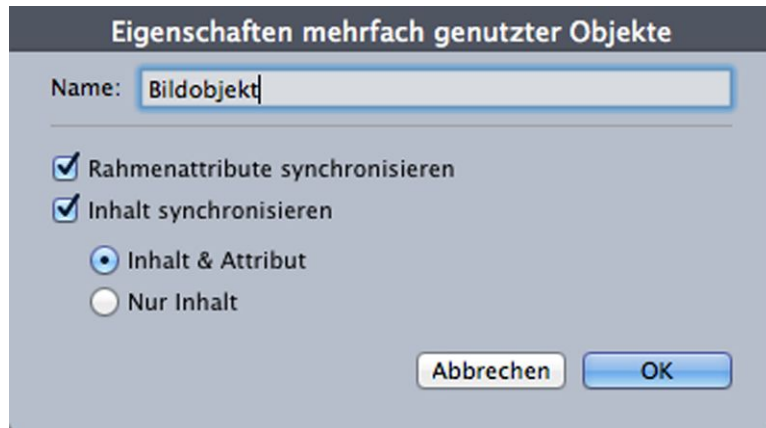 Eigenschaften mehrfach genutzter Objekte
Name: Bildobjekt
Rahmenattribute synchronisieren
Inhalt synchronisieren
Inhalt & Attribut
Nur Inhalt
Abbrechen OK